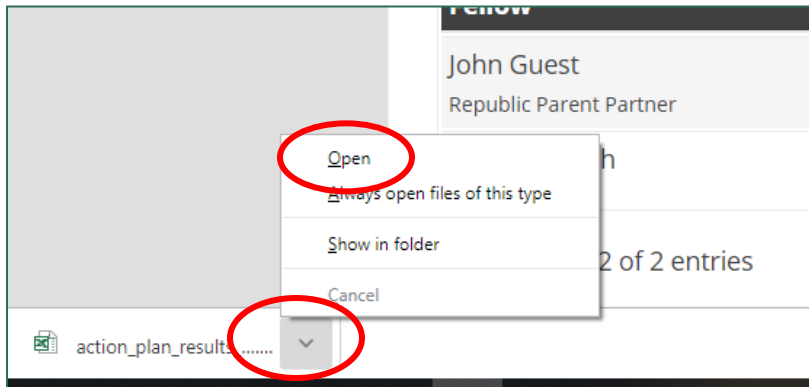 Fellow
John Guest
Republic Parent Partner
Open
h
Always open files of this type
Show in folder
2 of 2 entries
Cancel
action_plan_results_.......